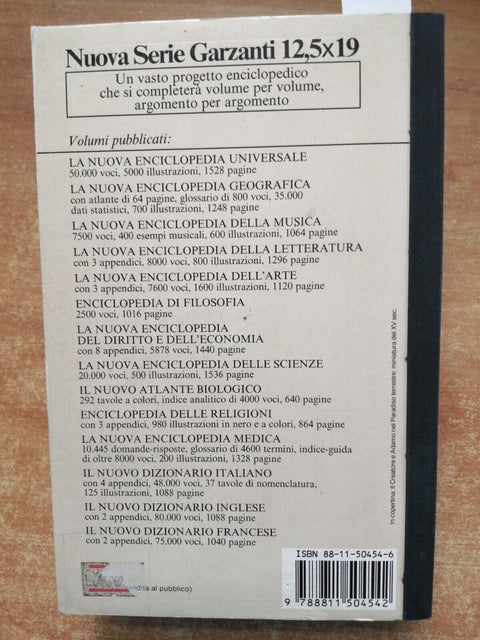 Nuova Serie Garzanti 12,5x19
Un vasto progetto enciclopedico
che si completerà volume per volume,
argomento per argomento
Volumi pubblicati:
LA NUOVA ENCICLOPEDIA UNIVERSALE
50.000 voci, 5000 illustrazioni, 1528 pagine
LA NUOVA ENCICLOPEDIA GEOGRAFICA
con atlante di 64 pagine, glossario di 800 voci, 35.000
dati statistici, 700 illustrazioni, 1248 pagine
LA NUOVA ENCICLOPEDIA DELLA MUSICA
7500 voci, 400 esempi musicali, 600 illustrazioni, 1064 pagine
LA NUOVA ENCICLOPEDIA DELLA LETTERATURA
con 3 appendici, 8000 voci, 800 illustrazioni, 1296 pagine
LA NUOVA ENCICLOPEDIA DELL'ARTE
con 3 appendici, 7600 voci, 1600 illustrazioni, 1120 pagine
ENCICLOPEDIA DI FILOSOFIA
2500 voci, 1016 pagine
LA NUOVA ENCICLOPEDIA
DEL DIRITTO E DELL'ECONOMIA
con 8 appendici, 5878 voci, 1440 pagine
LA NUOVA ENCICLOPEDIA DELLE SCIENZE
20.000 voci, 500 illustrazioni, 1536 pagine
IL NUOVO ATLANTE BIOLOGICO
292 tavole a colori, indice analitico di 4000 voci, 640 pagine
ENCICLOPEDIA DELLE RELIGIONI
con 3 appendici, 980 illustrazioni in nero e a colori, 864 pagine
LA NUOVA ENCICLOPEDIA MEDICA
10.445 domande-risposte, glossario di 4600 termini, indice-guida
di oltre 8000 voci, 200 illustrazioni, 1328 pagine
IL NUOVO DIZIONARIO ITALIANO
con 4 appendici, 48.000 voci, 37 tavole di nomenclatura,
125 illustrazioni, 1088 pagine
IL NUOVO DIZIONARIO INGLESE
con 2 appendici, 80.000 voci, 1088 pagine
IL NUOVO DIZIONARIO FRANCESE
con 2 appendici, 75.000 voci, 1040 pagine
In copertina: il Creatore e Adamo nel Paradiso terrestre; miniatura del XV sec.
ISBN 88-11-50454-6
9 788811 504542
al pubblico)